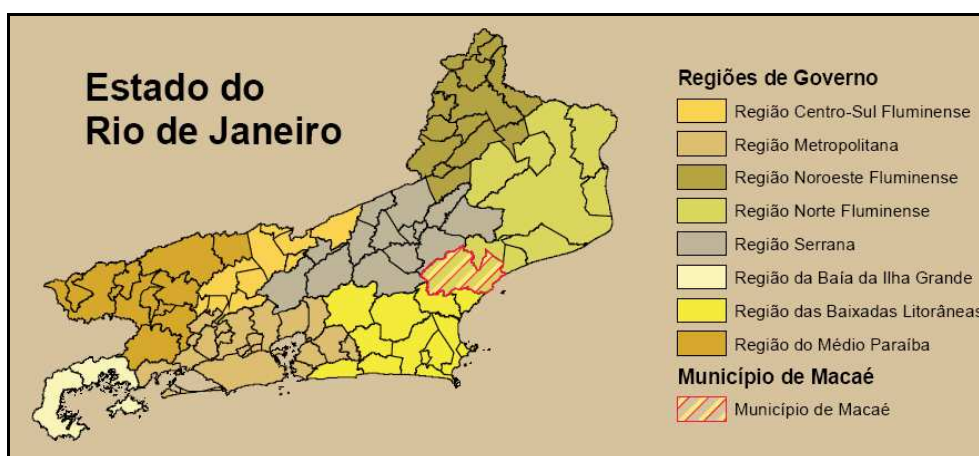 Estado do
Rio de Janeiro
Regiões de Governo
Região Centro-Sul Fluminense
Região Metropolitana
Região Noroeste Fluminense
Região Norte Fluminense
Região Serrana
Região da Baía da Ilha Grande
Região das Baixadas Litorâneas
Região do Médio Paraíba
Município de Macaé
Município de Macaé